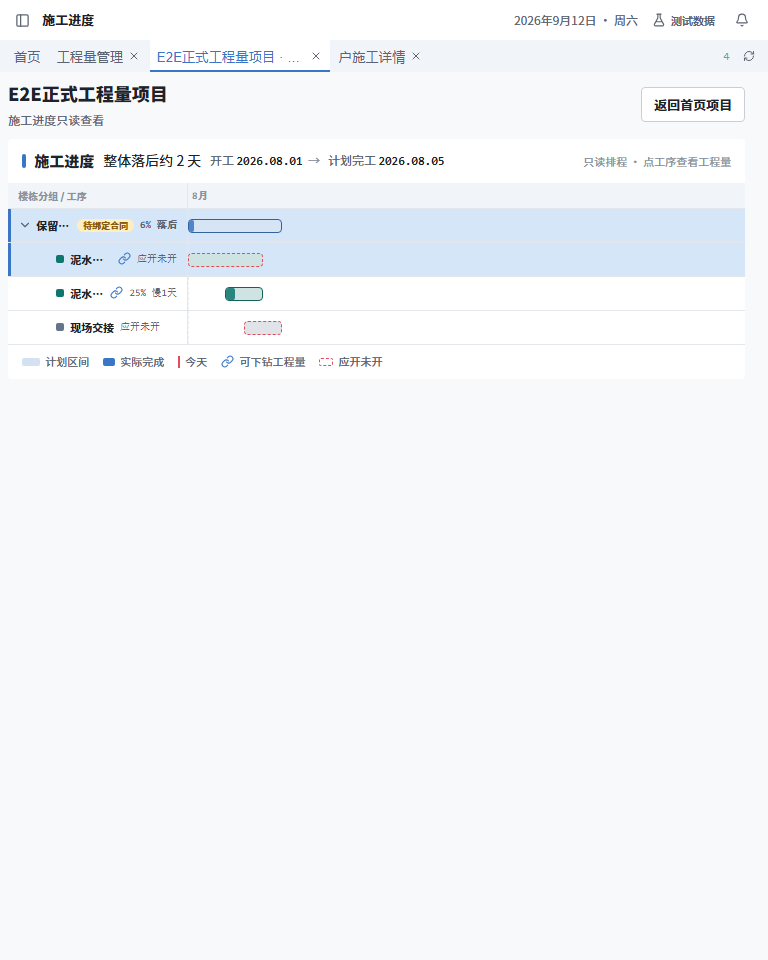 施工进度
2026年9月12日 • 周六
测试数据
首页
工程量管理
E2E正式工程量项目 · …
户施工详情
4
E2E正式工程量项目
施工进度只读查看
返回首页项目
施工进度 整体落后约 2 天 开工 2026.08.01 → 计划完工 2026.08.05
只读排程 • 点工序查看工程量
楼栋分组 / 工序
8月
保留… 待绑定合同 6% 落后
泥水… 应开未开
泥水… 25% 慢1天
现场交接 应开未开
计划区间 实际完成 今天 可下钻工程量 应开未开